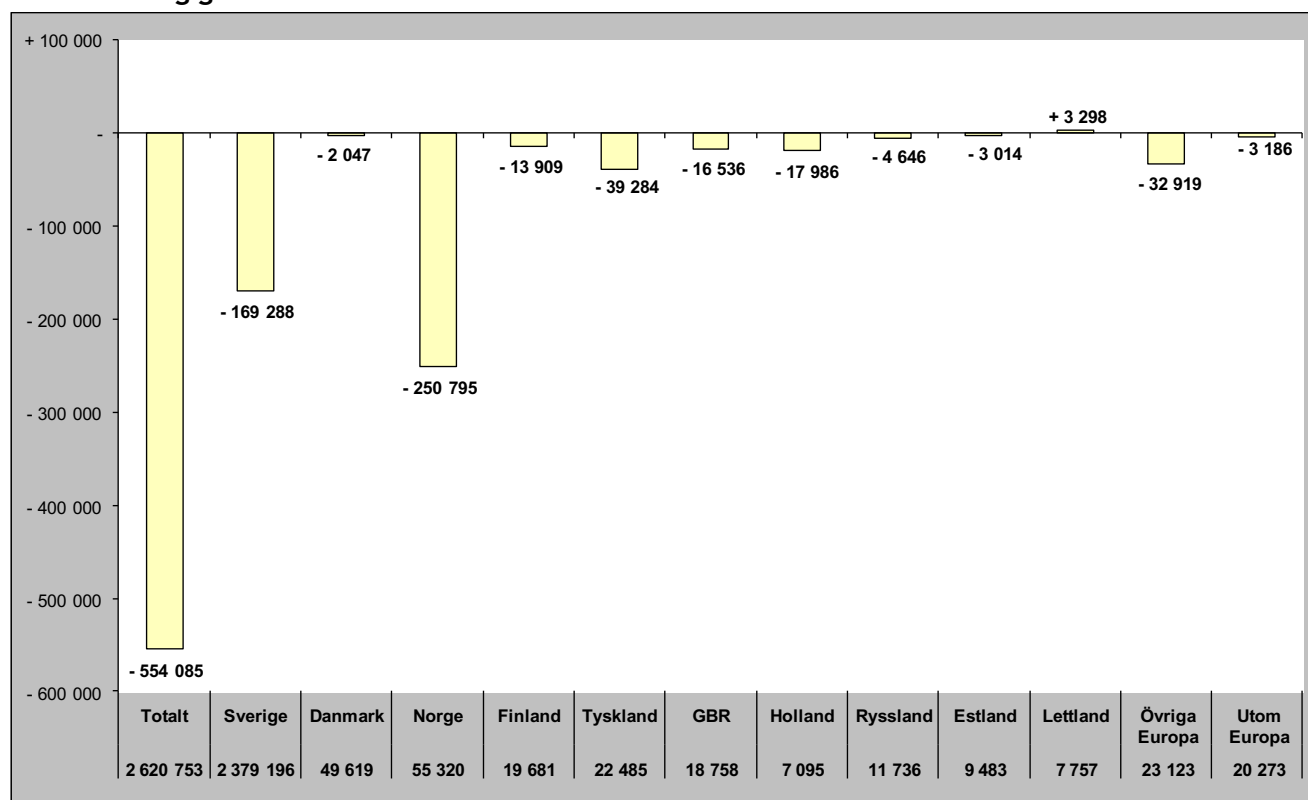 + 100 000
-
- 100 000
- 200 000
- 300 000
- 400 000
- 500 000
- 600 000
- 554 085
- 169 288
- 2 047
- 250 795
- 13 909
- 39 284
- 16 536
- 17 986
- 4 646
- 3 014
+ 3 298
- 32 919
- 3 186
Totalt Sverige Danmark Norge Finland Tyskland GBR Holland Ryssland Estland Lettland Övriga Utom
Europa Europa
2 620 753 2 379 196 49 619 55 320 19 681 22 485 18 758 7 095 11 736 9 483 7 757 23 123 20 273